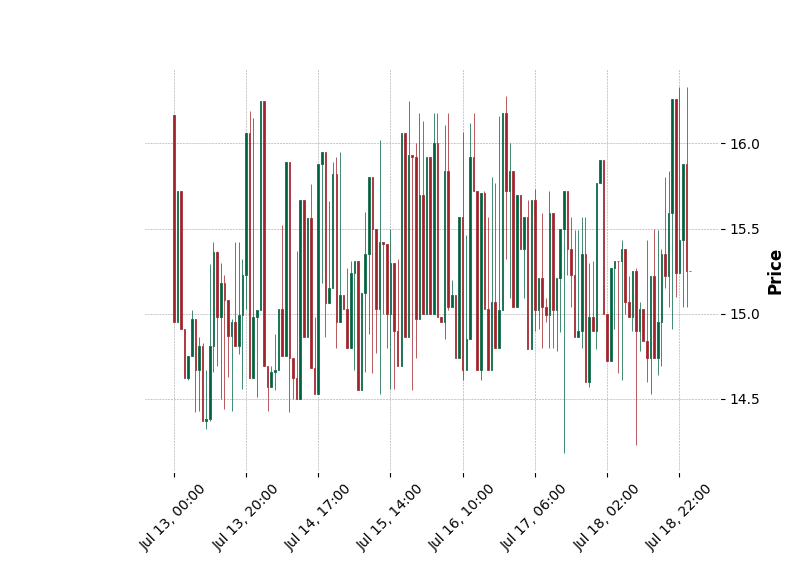 16.0
15.5
15.0
14.5
Price
Jul 13, 00:00
Jul 13, 20:00
Jul 14, 17:00
Jul 15, 14:00
Jul 16, 10:00
Jul 17, 06:00
Jul 18, 02:00
Jul 18, 22:00